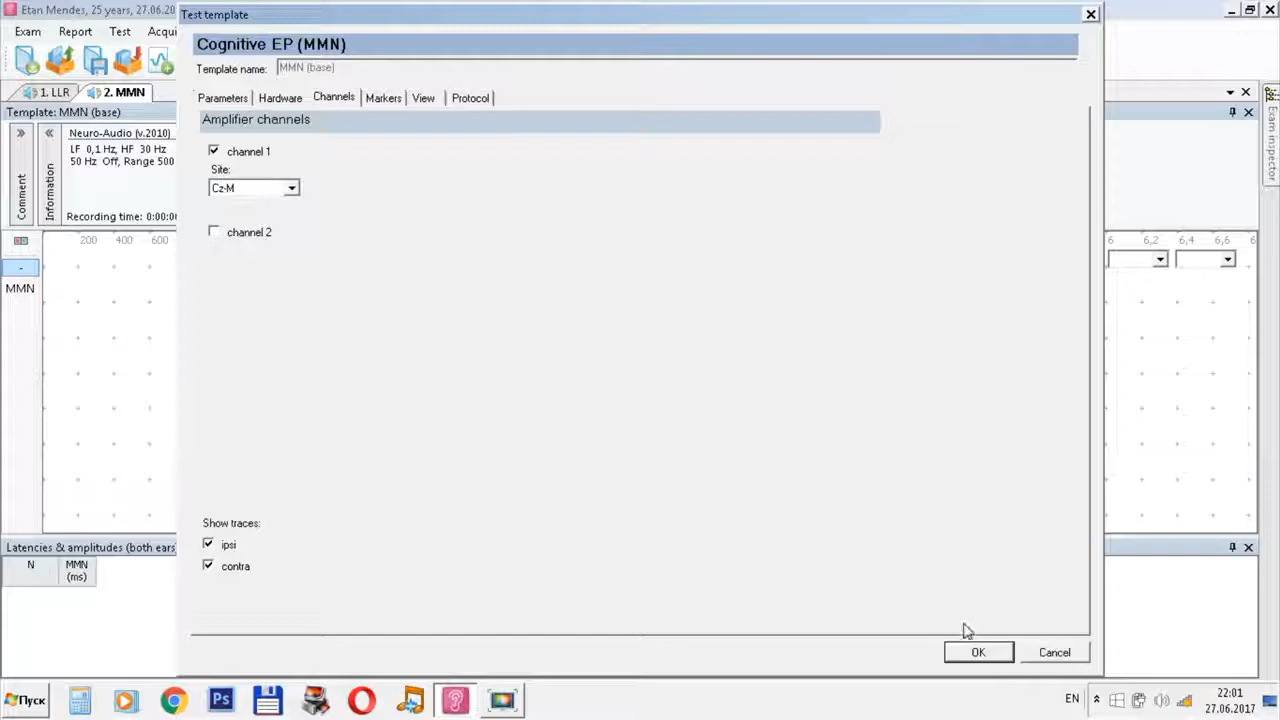 Etan Mendes, 25 years, 27.06.20
Test template
Exam Report Test Acqui
Cognitive EP (MMN)
Template name: MMN (base)
1. LLR 2. MMN
Parameters Hardware Channels Markers View Protocol
Template: MMN (base)
Amplifier channels
Neuro-Audio (v.2010)
LF 0,1 Hz, HF 30 Hz
50 Hz Off, Range 500
Recording time: 0:00:00
Comment
Information
Exam inspector
channel 1
Site:
Cz-M
channel 2
200 400 600
6 6,2 6,4 6,6 6
-
MMN
Show traces:
ipsi
contra
Latencies & amplitudes (both ears)
N MMN
(ms)
OK Cancel
Пуск
Ps
EN
22:01
27.06.2017